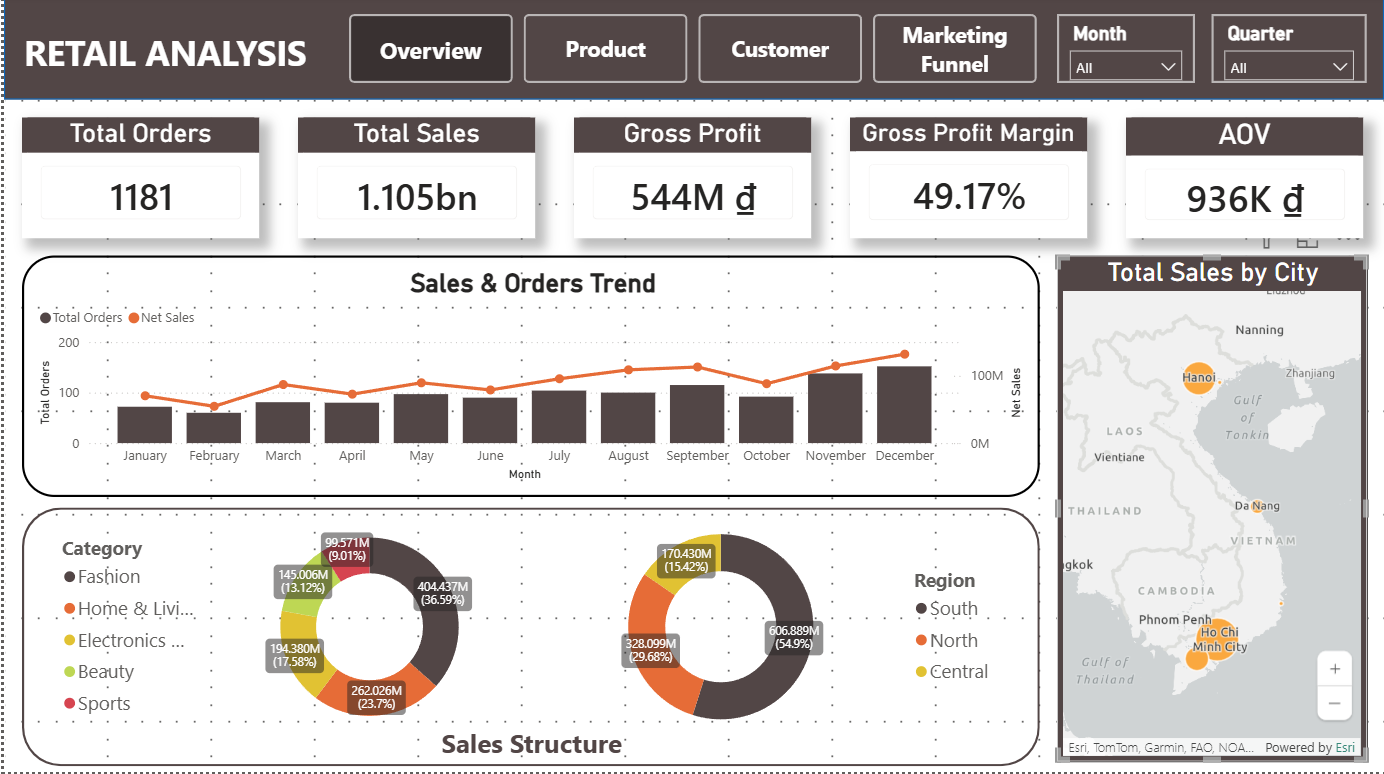 RETAIL ANALYSIS
Overview
Product
Customer
Marketing
Funnel
Month
All
Quarter
All
Total Orders
1181
Total Sales
1.105bn
Gross Profit
544M ₫
Gross Profit Margin
49.17%
AOV
936K ₫
Sales & Orders Trend
Total Orders
Net Sales
Total Orders
200
100
0
100M
0M
Net Sales
January
February
March
April
May
June
July
August
September
October
November
December
Month
Category
Fashion
Home & Livi...
Electronics ...
Beauty
Sports
99.571M
(9.01%)
145.006M
(13.12%)
404.437M
(36.59%)
194.380M
(17.58%)
262.026M
(23.7%)
170.430M
(15.42%)
328.099M
(29.68%)
606.889M
(54.9%)
Region
South
North
Central
Sales Structure
Total Sales by City
Nanning
Hanoi
Zhanjiang
Gulf
of
Tonkin
LAOS
Vientiane
THAILAND
Da Nang
VIETNAM
gkok
CAMBODIA
Phnom Penh
Ho Chi
Minh City
Gulf of
Thailand
+
−
Esri, TomTom, Garmin, FAO, NOA...
Powered by Esri